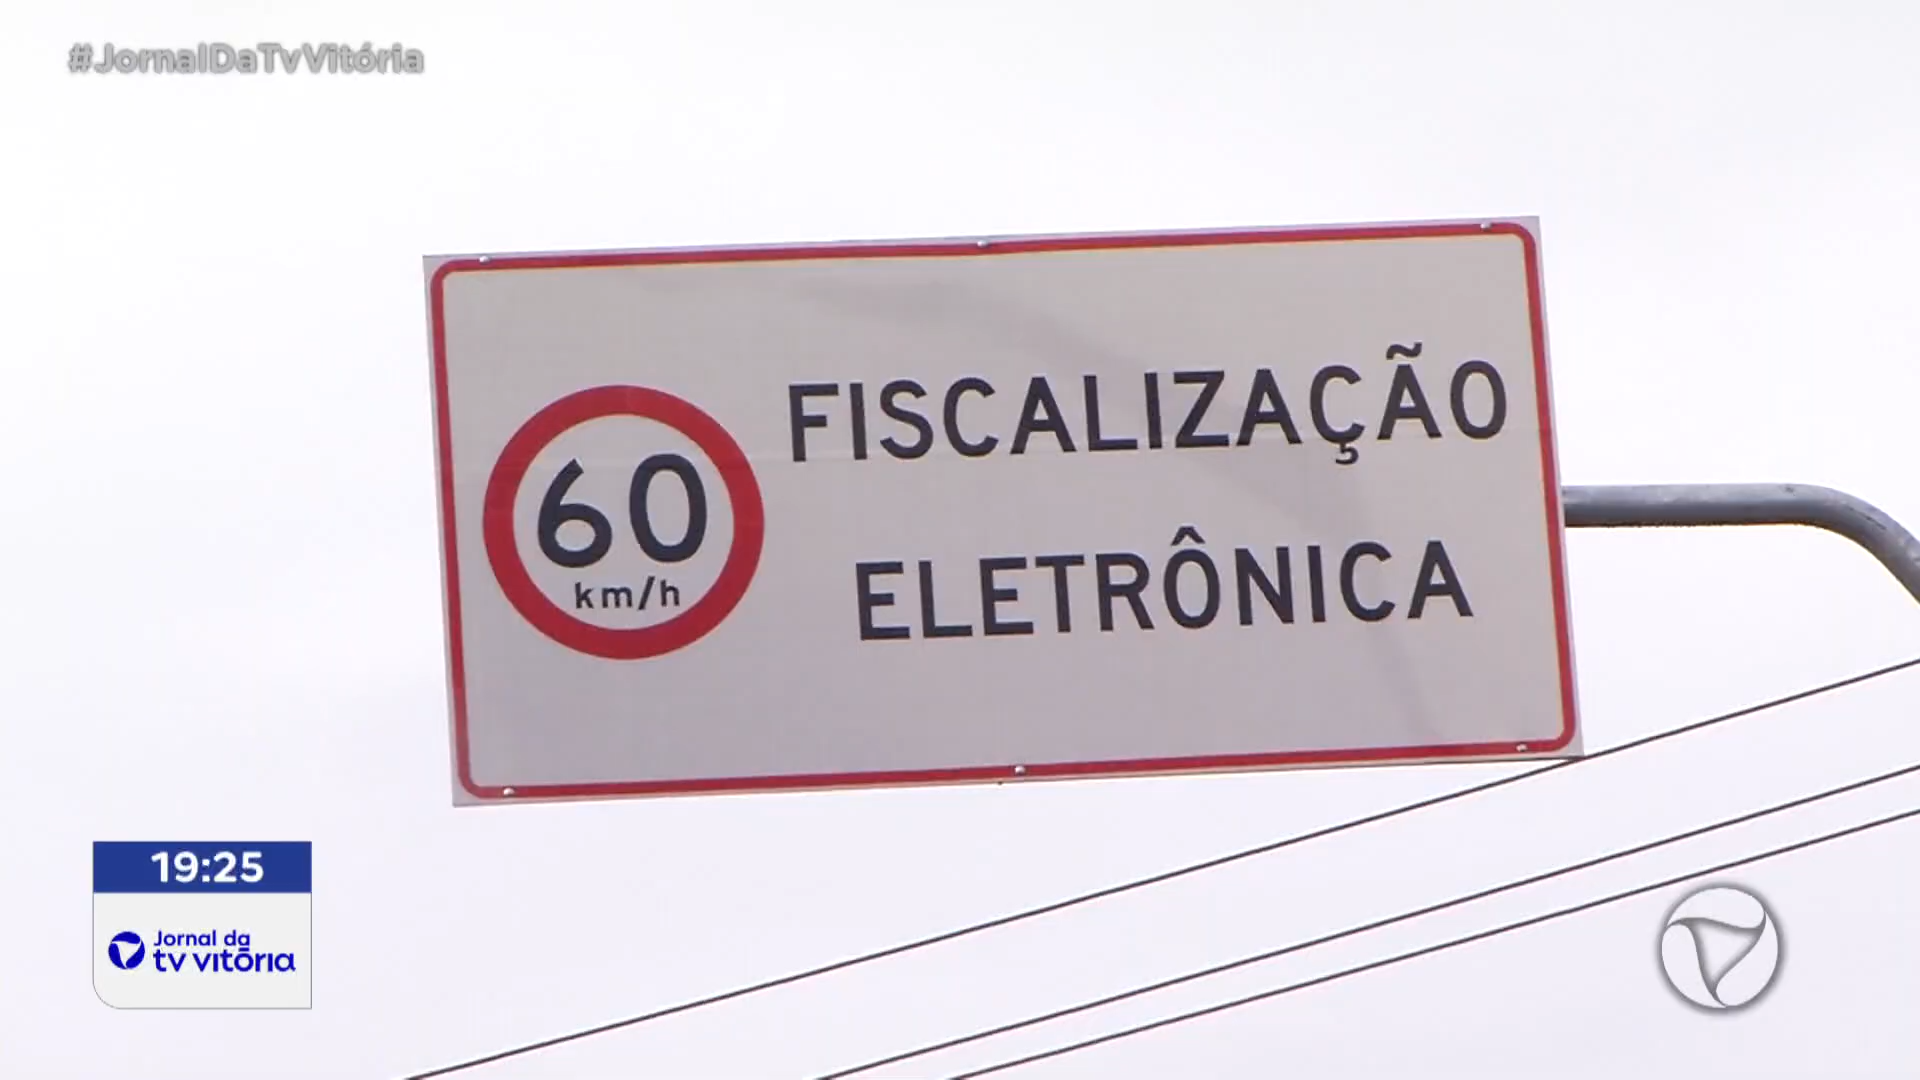 #JornalDaTvVitória
FISCALIZAÇÃO
60
km/h
ELETRÔNICA
19:25
Jornal da
tv vitória